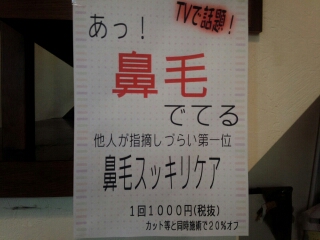 TVで話題！
あっ！
鼻毛
でてる
他人が指摘しづらい第一位
鼻毛スッキリケア
1回1000円(税抜)
カット等と同時施術で20%オフ